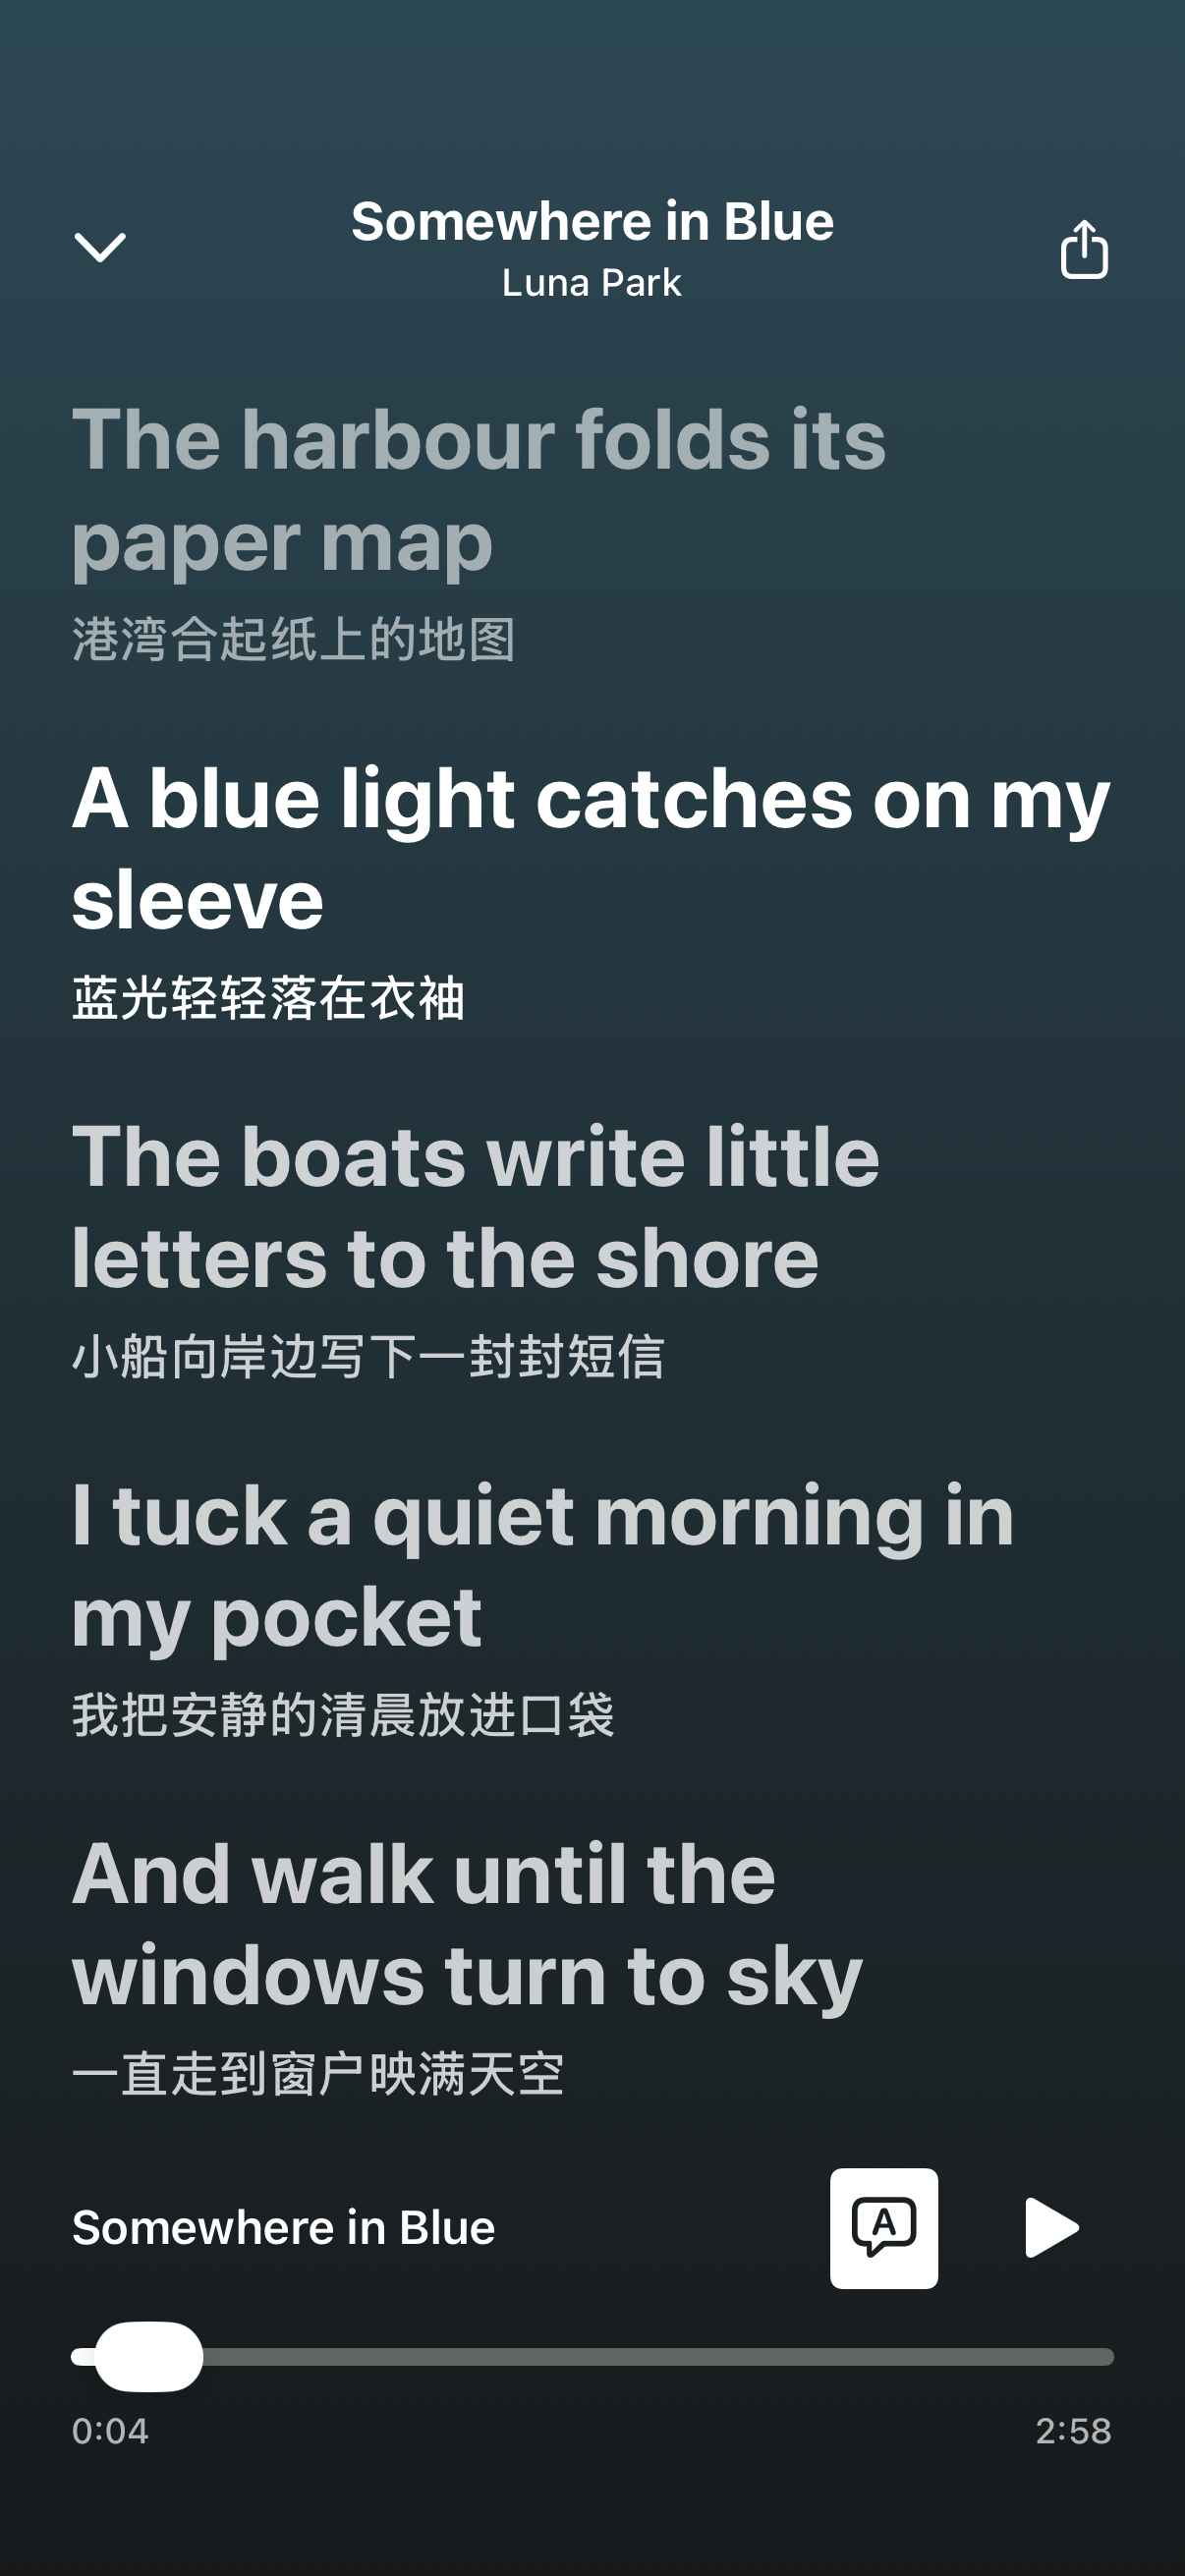 Somewhere in Blue
Luna Park
The harbour folds its
paper map
港湾合起纸上的地图
A blue light catches on my
sleeve
蓝光轻轻落在衣袖
The boats write little
letters to the shore
小船向岸边写下一封封短信
I tuck a quiet morning in
my pocket
我把安静的清晨放进口袋
And walk until the
windows turn to sky
一直走到窗户映满天空
Somewhere in Blue
A
0:04
2:58